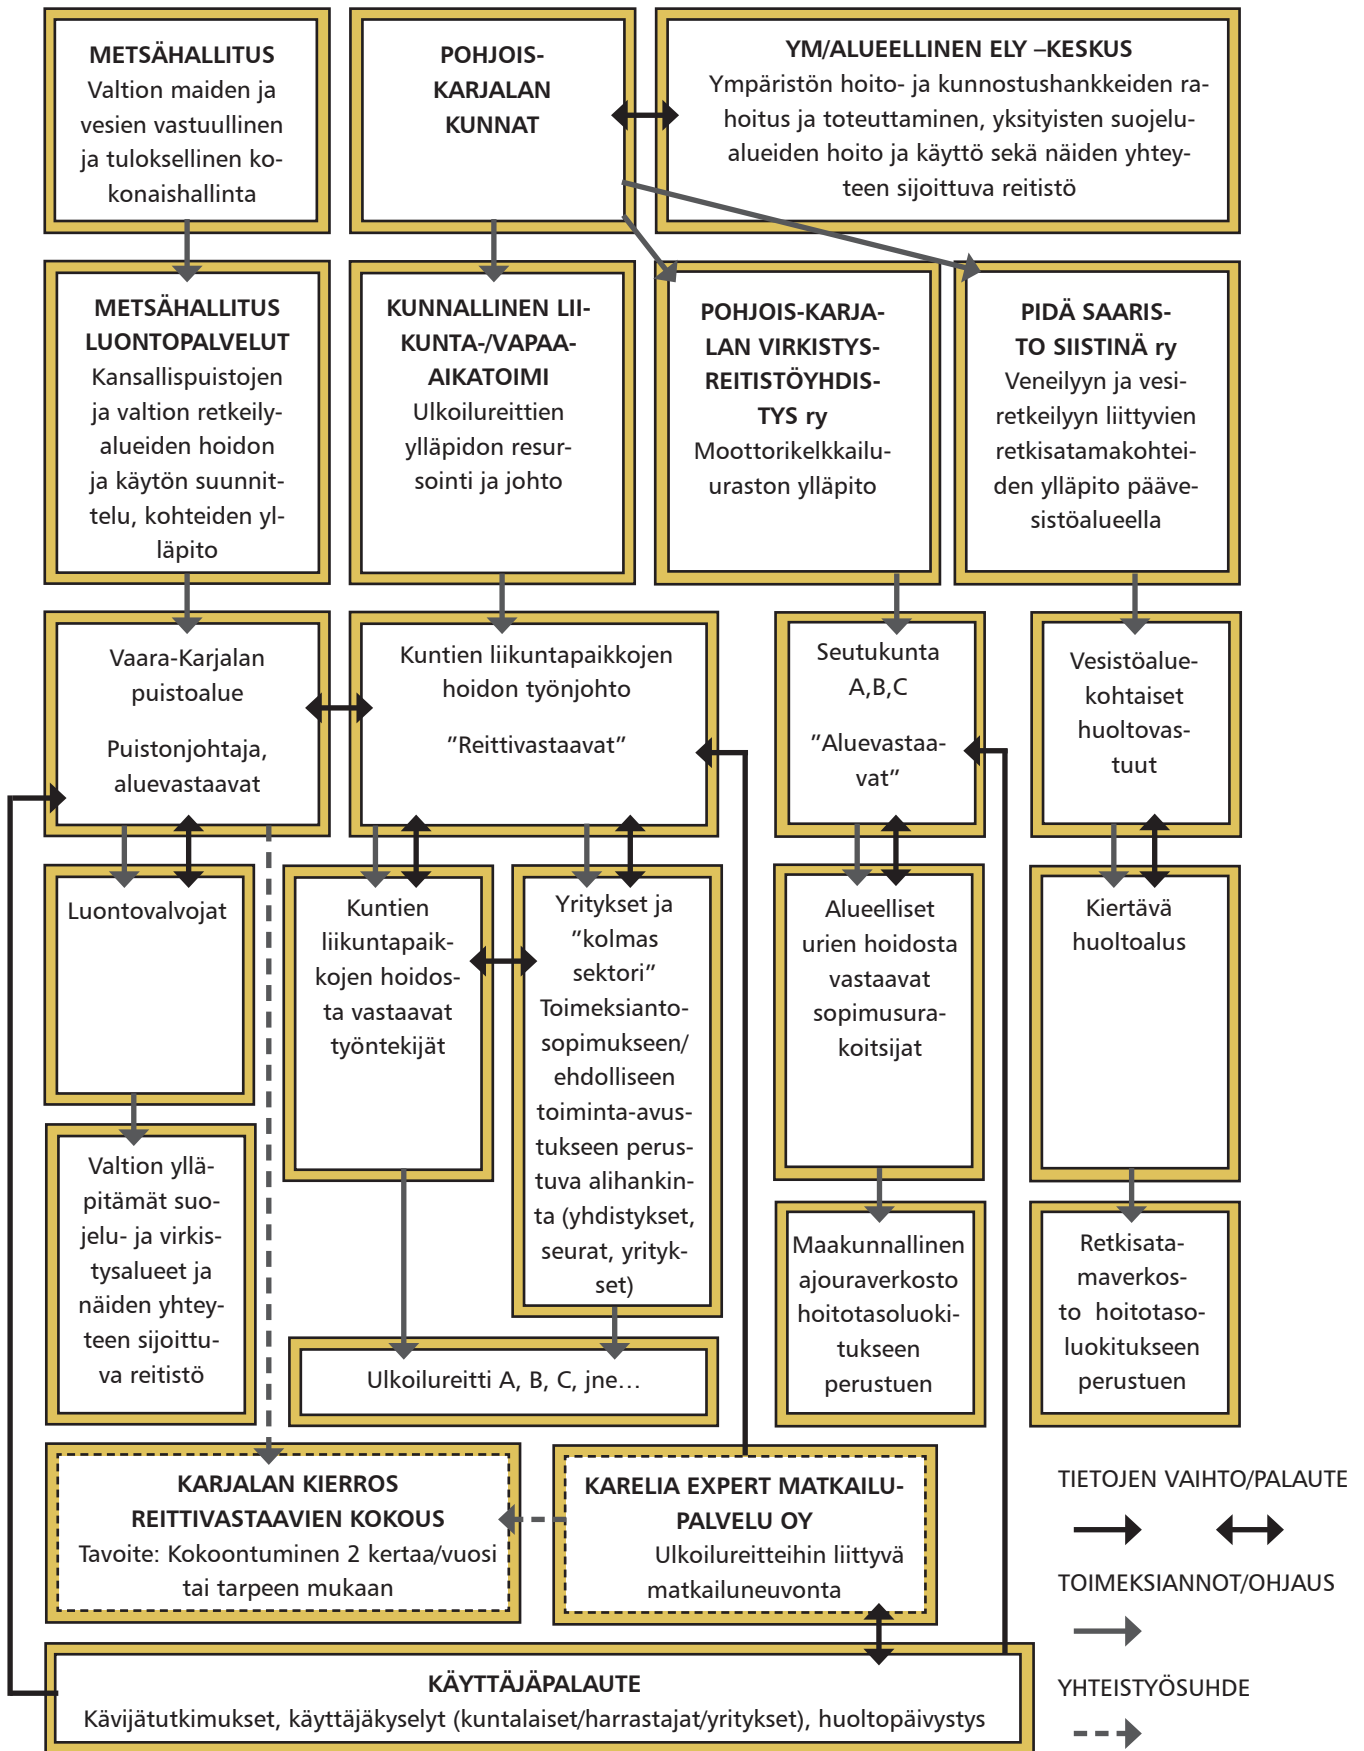 METSÄHALLITUS
Valtion maiden ja
vesien vastuullinen
ja tuloksellinen ko-
konaishallinta
POHJOIS-
KARJALAN
KUNNAT
YM/ALUEELLINEN ELY –KESKUS
Ympäristön hoito- ja kunnostushankkeiden ra-
hoitus ja toteuttaminen, yksityisten suojelu-
alueiden hoito ja käyttö sekä näiden yhtey-
teen sijoittuva reitistö
METSÄHALLITUS
LUONTOPALVELUT
Kansallispuistojen
ja valtion retkeily-
alueiden hoidon
ja käytön suunnit-
telu, kohteiden yl-
läpito
KUNNALLINEN LII-
KUNTA-/VAPAA-
AIKATOIMI
Ulkoilureittien
ylläpidon resur-
sointi ja johto
POHJOIS-KARJA-
LAN VIRKISTYS-
REITISTÖYHDIS-
TYS ry
Moottorikelkkailu-
uraston ylläpito
PIDÄ SAARIS-
TO SIISTINÄ ry
Veneilyyn ja vesi-
retkeilyyn liittyvien
retkisatamakohtei-
den ylläpito pääve-
sistöalueella
Vaara-Karjalan
puistoalue
Puistonjohtaja,
aluevastaavat
Kuntien liikuntapaikkojen
hoidon työnjohto
”Reittivastaavat”
Seutukunta
A,B,C
”Aluevastaa-
vat”
Vesistöalue-
kohtaiset
huoltovas-
tuut
Luontovalvojat
Kuntien
liikuntapaik-
kojen hoidos-
ta vastaavat
työntekijät
Yritykset ja
”kolmas
sektori”
Toimeksianto-
sopimukseen/
ehdolliseen
toiminta-avus-
tukseen perus-
tuva alihankin-
ta (yhdistykset,
seurat, yrityk-
set)
Alueelliset
urien hoidosta
vastaavat
sopimusura-
koitsijat
Kiertävä
huoltoalus
Valtion yllä-
pitämät suo-
jelu- ja virkis-
tysalueet ja
näiden yhtey-
teen sijoittu-
va reitistö
Ulkoilureitti A, B, C, jne…
Maakunnallinen
ajouraverkosto
hoitotasoluoki-
tukseen
perustuen
Retkisata-
maverkos-
to hoitotaso-
luokitukseen
perustuen
KARJALAN KIERROS
REITTIVASTAAVIEN KOKOUS
Tavoite: Kokoontuminen 2 kertaa/vuosi
tai tarpeen mukaan
KARELIA EXPERT MATKAILU-
PALVELU OY
Ulkoilureitteihin liittyvä
matkailuneuvonta
TIETOJEN VAIHTO/PALAUTE
TOIMEKSIANNOT/OHJAUS
YHTEISTYÖSUHDE
KÄYTTÄJÄPALAUTE
Kävijätutkimukset, käyttäjäkyselyt (kuntalaiset/harrastajat/yritykset), huoltopäivystys